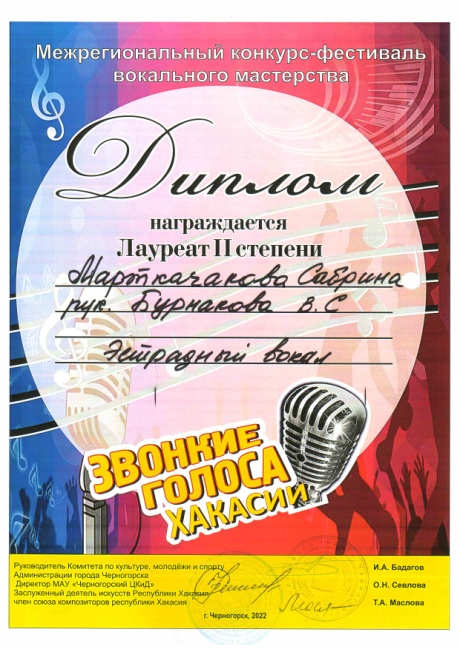 Межрегиональный конкурс-фестиваль
вокального мастерства
Диплом
награждается
Лауреат II степени
Марткачакова Сабрина
рук. Бурнакова В.С
Эстрадный вокал
ЗВОНКИЕ
ГОЛОСА
ХАКАСИИ
Руководитель Комитета по культуре, молодёжи и спорту
Администрации города Черногорска
И.А. Бадагов
Директор МАУ «Черногорский ЦКиД»
О.Н. Севлова
Заслуженный деятель искусств Республики Хакасия
член союза композиторов республики Хакасия
Т.А. Маслова
г. Черногорск, 2022